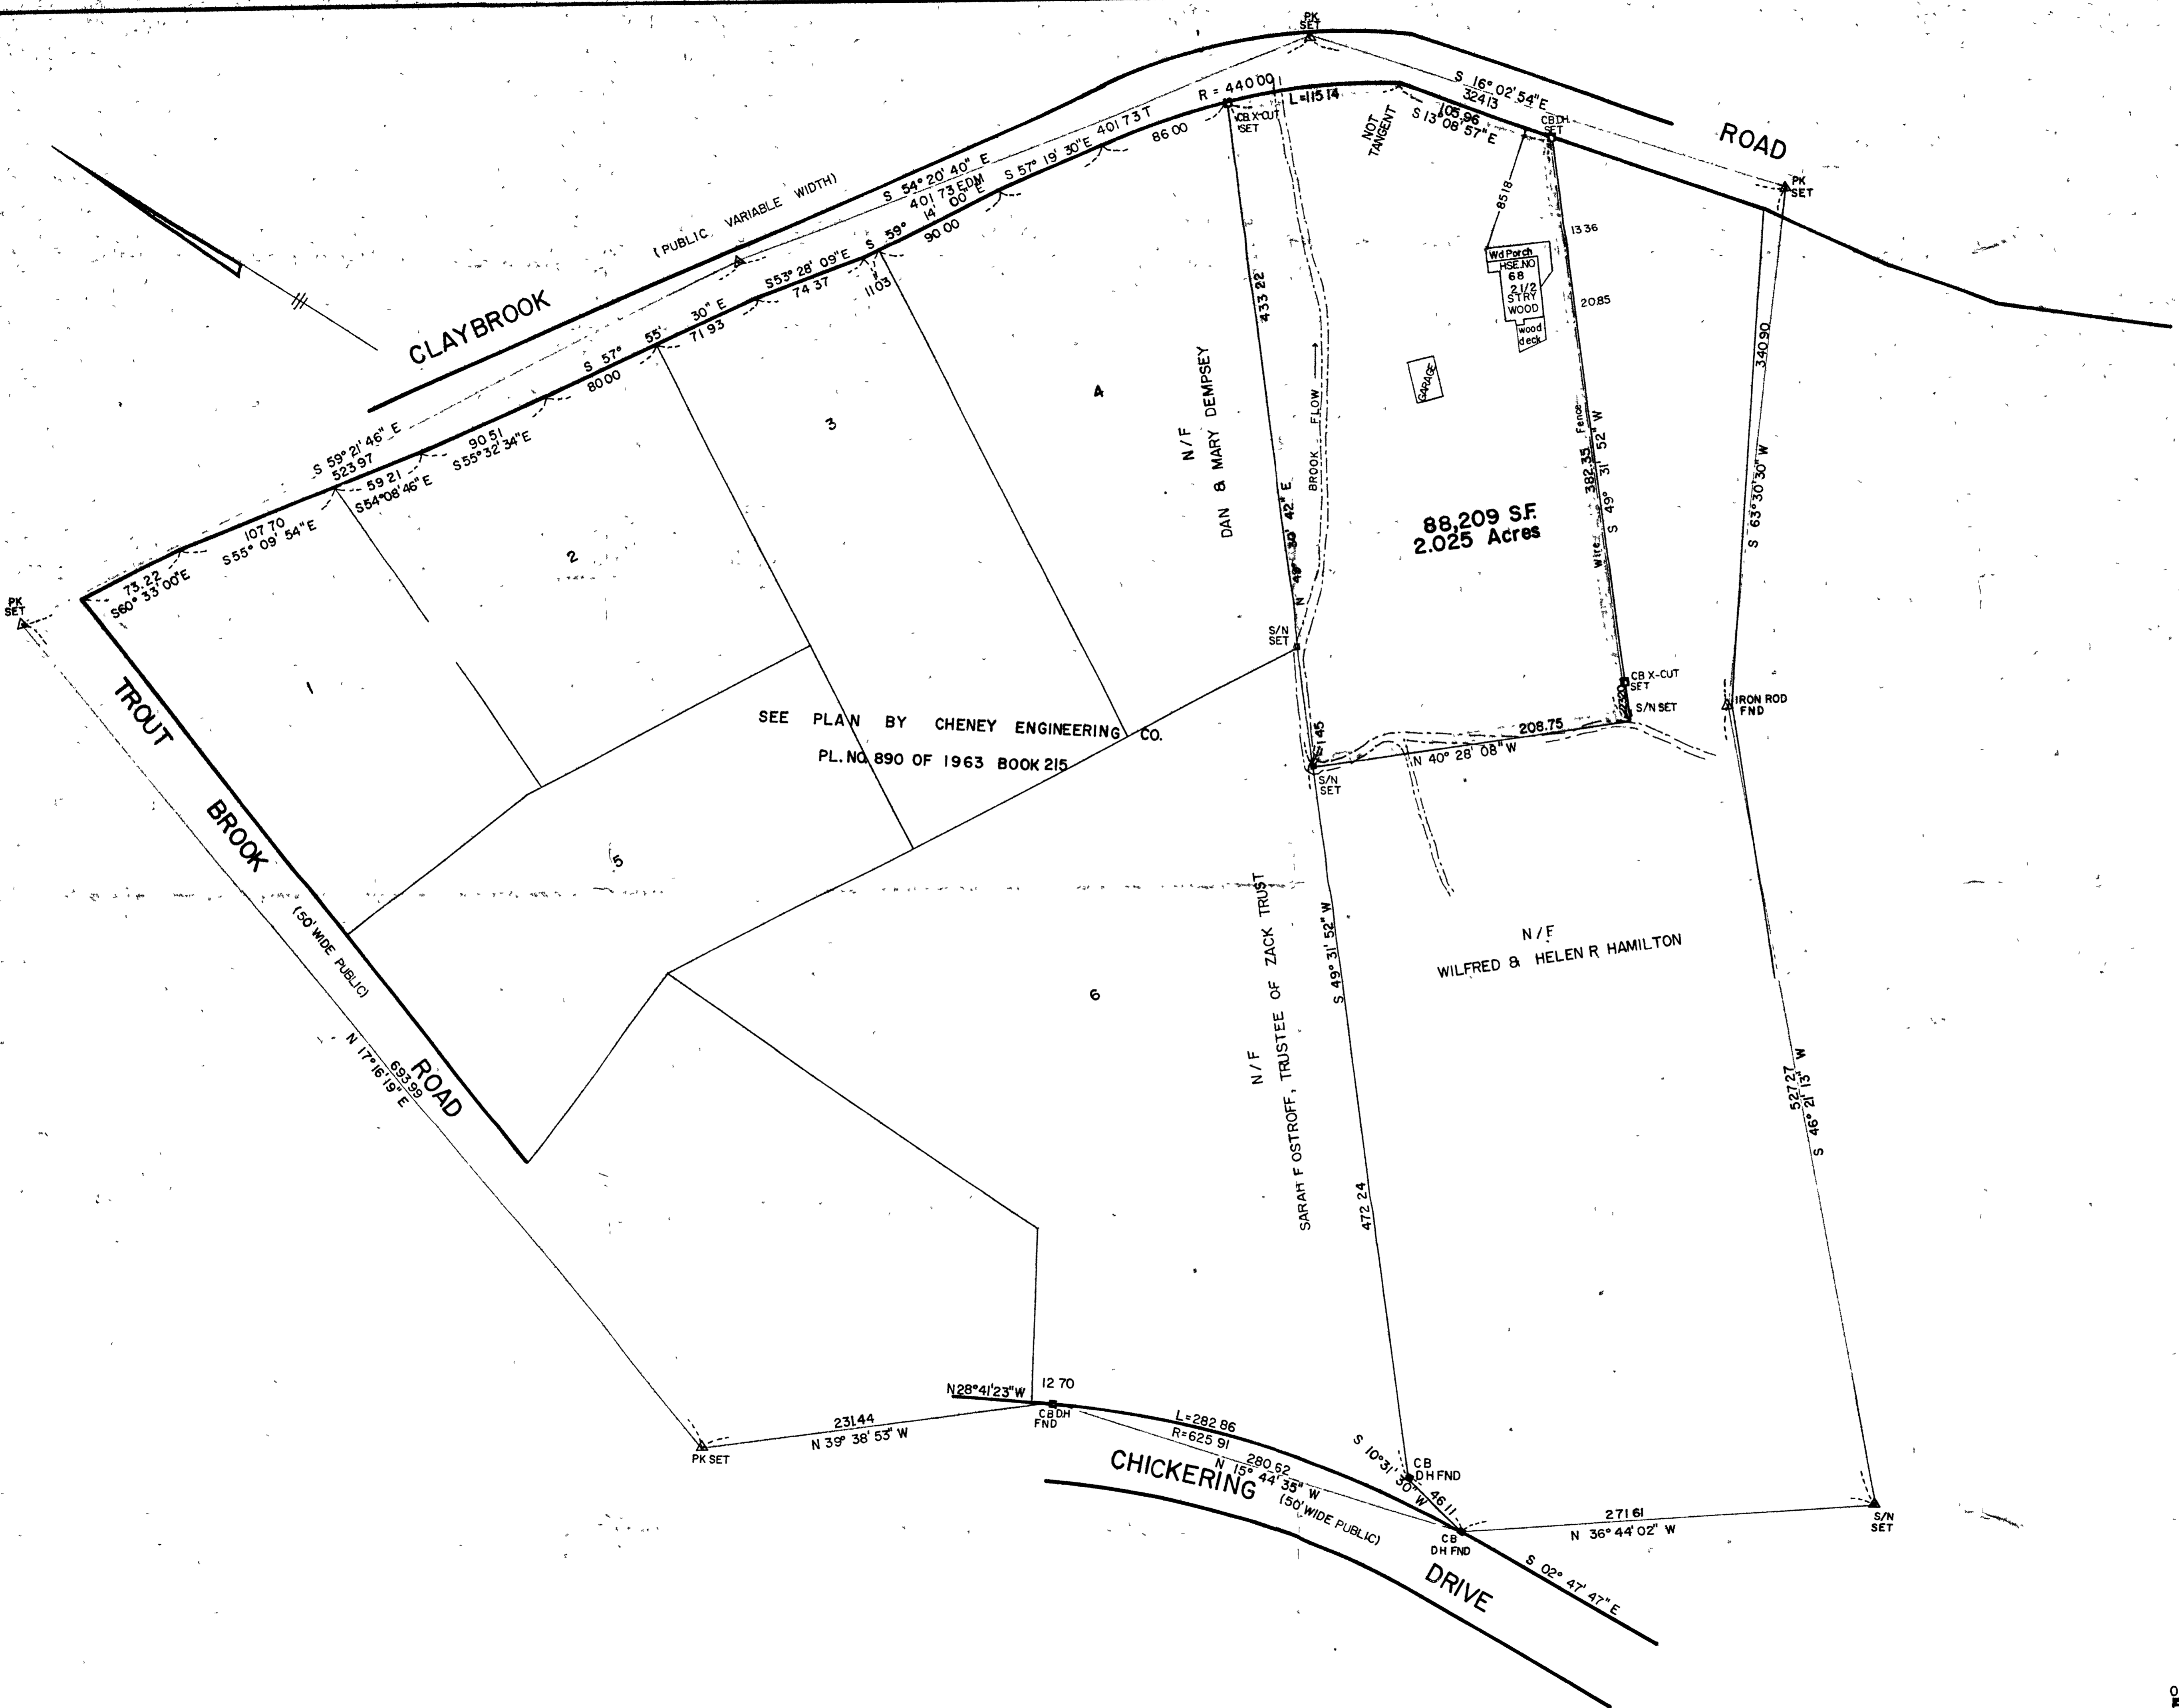 PK
SET
S 16° 02' 54" E
324 13
105.96
S 13° 08' 57" E
CB DH
SET
ROAD
PK
SET
R = 440 00
L=115 14
NOT
TANGENT
CB X-CUT
SET
86 00
401 73 T
S 57° 19' 30" E
S 54° 20' 40" E
401 73 EDM
S 59° 14' 00" E
90 00
(PUBLIC VARIABLE WIDTH)
CLAYBROOK
S53° 28' 09"E
74 37
11 03
S 57° 55' 30" E
71 93
80 00
S 59° 21' 46" E
523 97
90 51
S55° 32' 34"E
59 21
S54° 08' 46" E
107 70
S55° 09' 54" E
73.22
S60° 33' 00"E
PK
SET
85 18
13 36
Wd Porch
HSE. NO
68
2 1/2
STRY
WOOD
wood
deck
20.85
GARAGE
433 22
N 49° 30' 42" E
N/F
DAN & MARY DEMPSEY
BROOK FLOW
88,209 S.F.
2.025 Acres
Wire Fence
382.35
S 49° 31' 52" W
340 90
S 63° 30' 30" W
1
2
3
4
5
6
S/N
SET
CB X-CUT
SET
S/N SET
IRON ROD
FND
208.75
N 40° 28' 08" W
S/N
SET
SEE PLAN BY CHENEY ENGINEERING CO.
PL. NO. 890 OF 1963 BOOK 215
TROUT
BROOK
(50' WIDE PUBLIC)
ROAD
693 99
N 17° 16' 19" E
N/F
SARAH F OSTROFF, TRUSTEE OF ZACK TRUST
S 49° 31' 52" W
472 24
N/F
WILFRED & HELEN R HAMILTON
527 27
S 46° 21' 13" W
N28° 41' 23" W
12 70
CB DH
FND
231.44
N 39° 38' 53" W
PK SET
L=282 86
R=625 91
280.62
N 15° 44' 35" W
CHICKERING
(50' WIDE PUBLIC)
DRIVE
S 10° 31' 30" W
46 11
CB
DH FND
CB
DH FND
271 61
N 36° 44' 02" W
S/N
SET
S 02° 47' 47" E